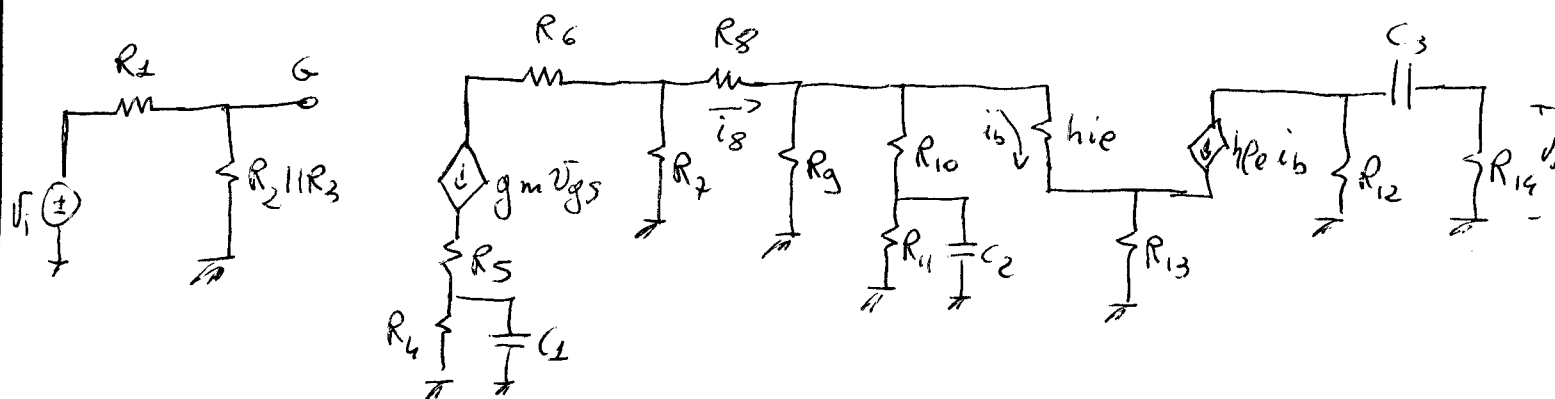 R1
G
Vi
±
R2||R3
R6
R8
i8
gm vgs
R5
R4
C1
R7
R9
R10
R11
C2
ib
hie
hfe ib
R13
R12
C3
R14